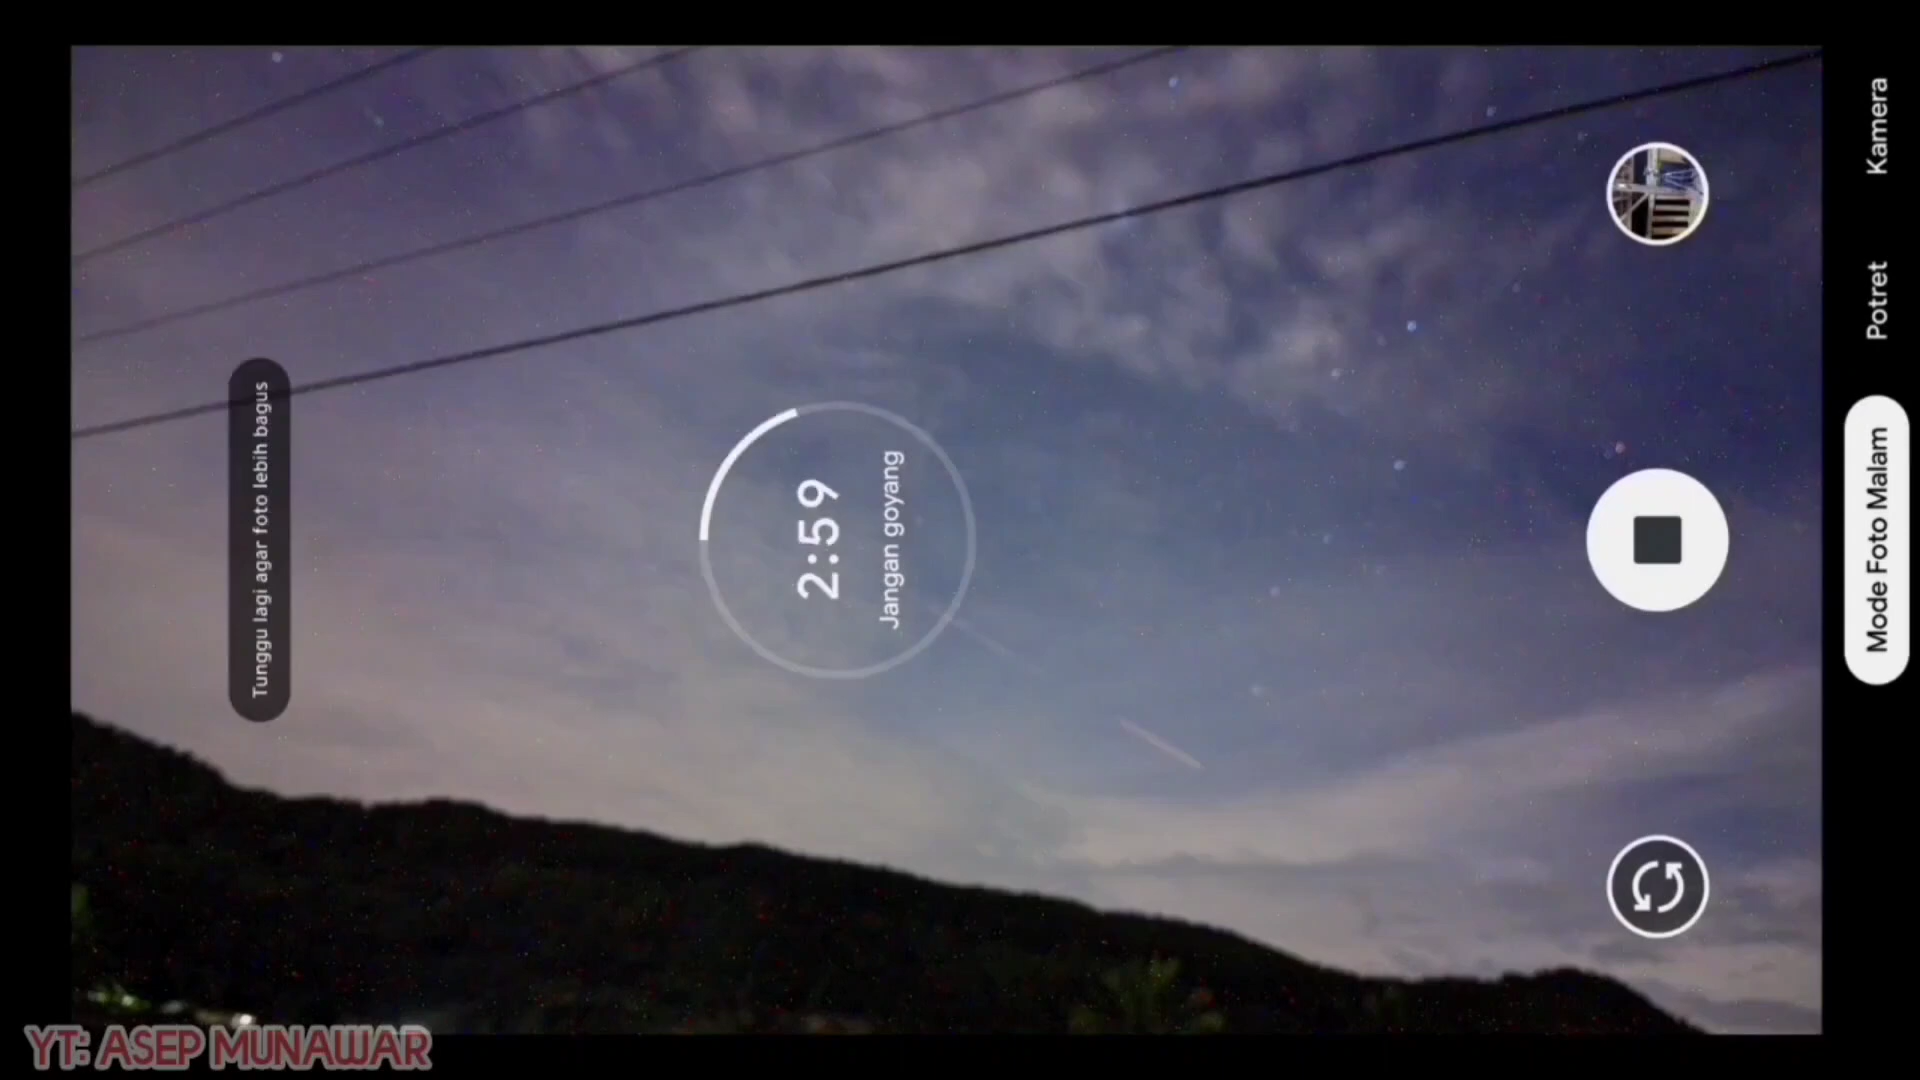 Tunggu lagi agar foto lebih bagus
2:59
Jangan goyang
Kamera
Potret
Mode Foto Malam
YT: ASEP MUNAWAR